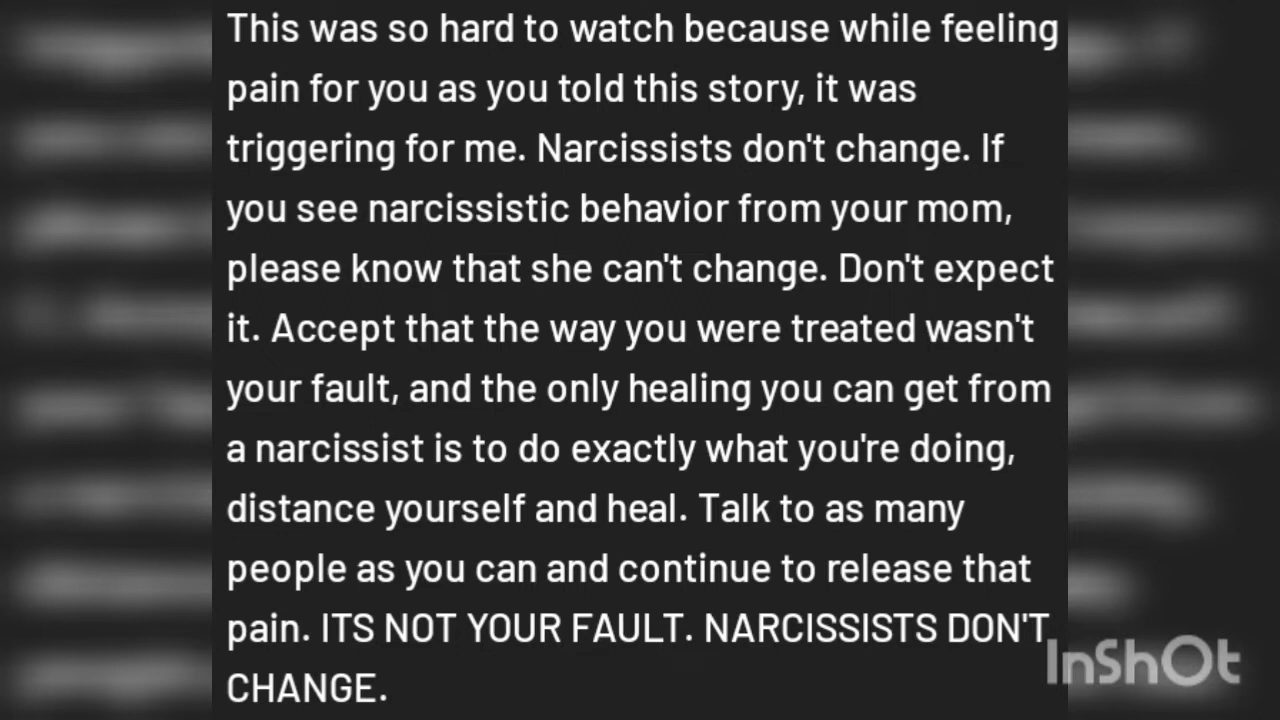 This was so hard to watch because while feeling
pain for you as you told this story, it was
triggering for me. Narcissists don't change. If
you see narcissistic behavior from your mom,
please know that she can't change. Don't expect
it. Accept that the way you were treated wasn't
your fault, and the only healing you can get from
a narcissist is to do exactly what you're doing,
distance yourself and heal. Talk to as many
people as you can and continue to release that
pain. ITS NOT YOUR FAULT. NARCISSISTS DON'T
CHANGE.
InShOt